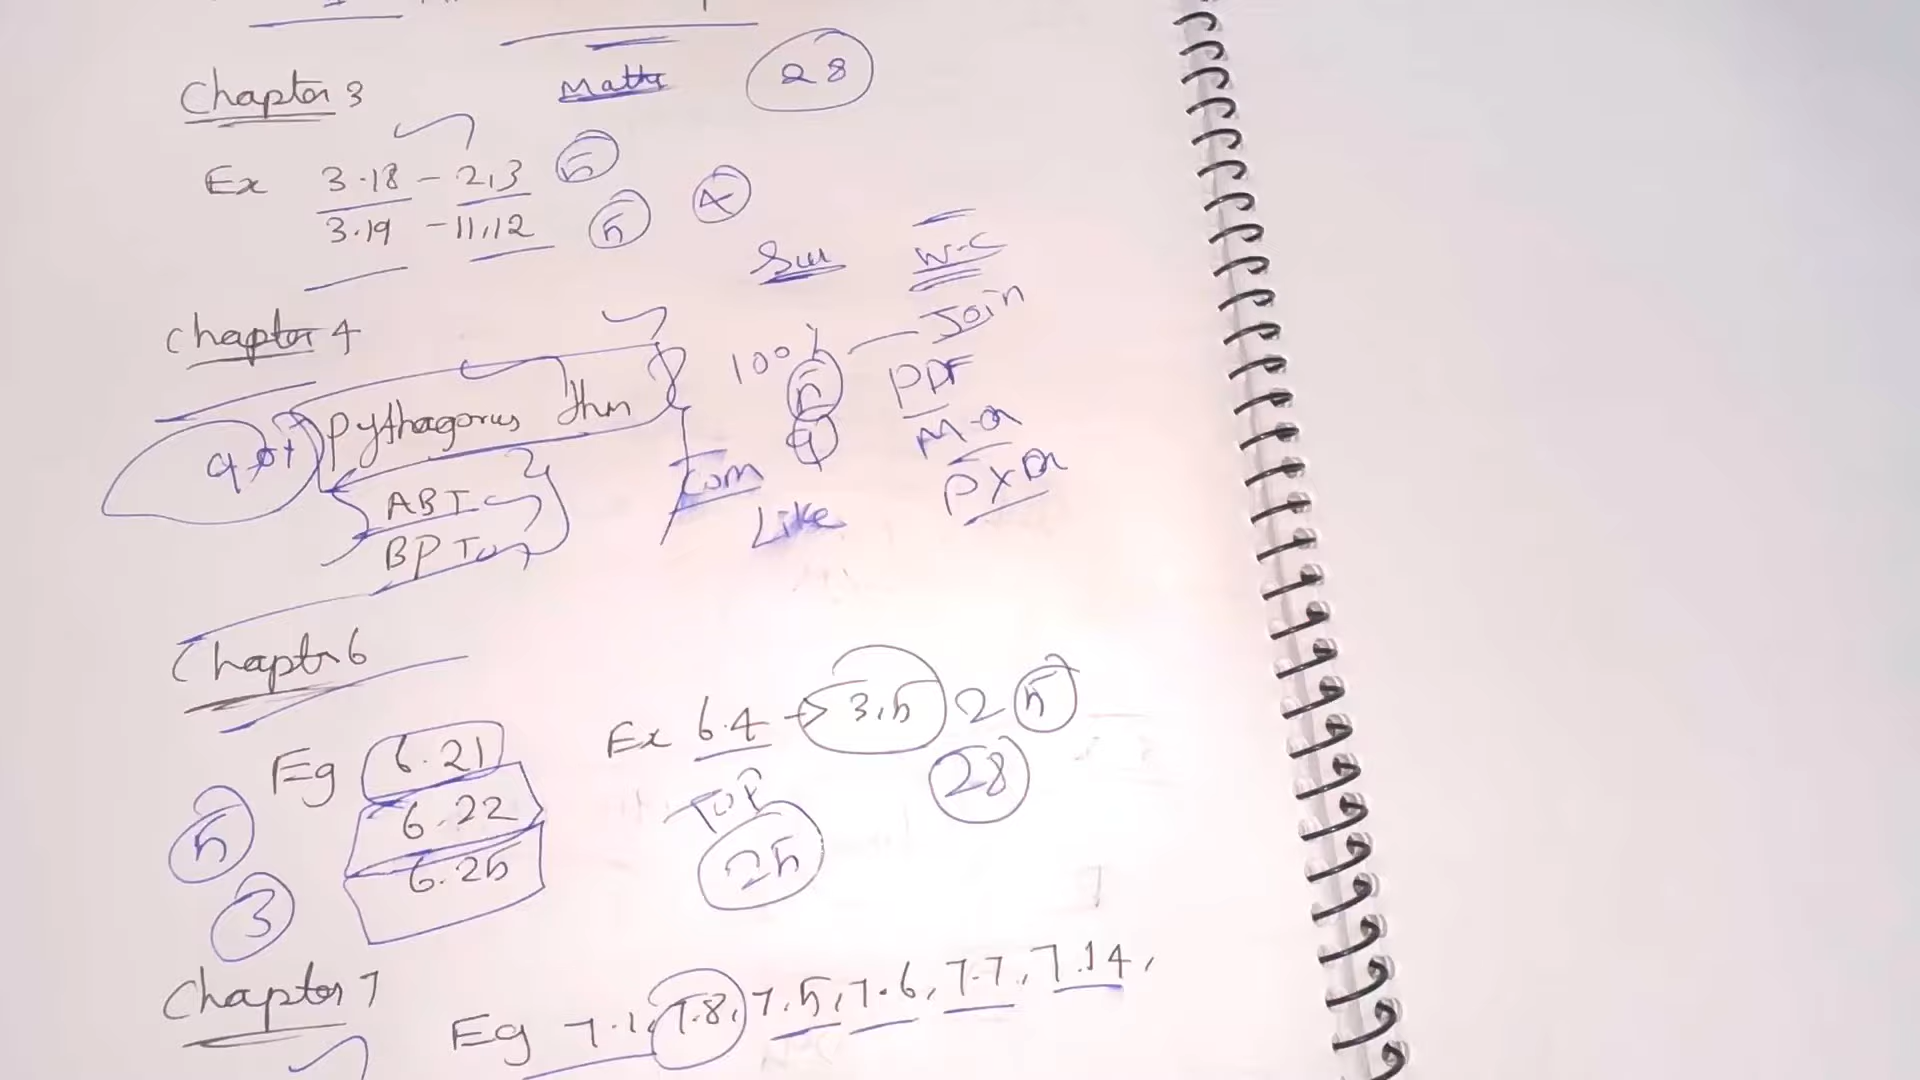 Chapter 3 Maths 28
Ex 3.18 - 2,3 5
3.19 - 11,12 5 4
W-C
Join
Chapter 4
100%
5
PDF
Pythagorus Thm
9
M-Q
ABT Com
Like
BPT
Chapter 6
Ex 6.4 → 3,5 2 5
Eg 6.21 28
6.22 TOP
5
6.25 25
3
Chapter 7
Eg 7.1, 7.8, 7.5, 7.6, 7.7, 7.14,